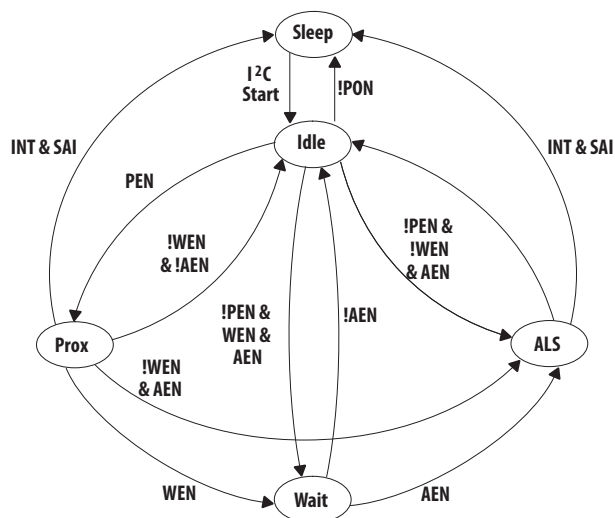 Sleep
I²C
Start
!PON
Idle
INT & SAI
INT & SAI
PEN
!WEN
& !AEN
!PEN &
!WEN
& AEN
!PEN &
WEN &
AEN
!AEN
Prox
ALS
!WEN
& AEN
WEN
Wait
AEN